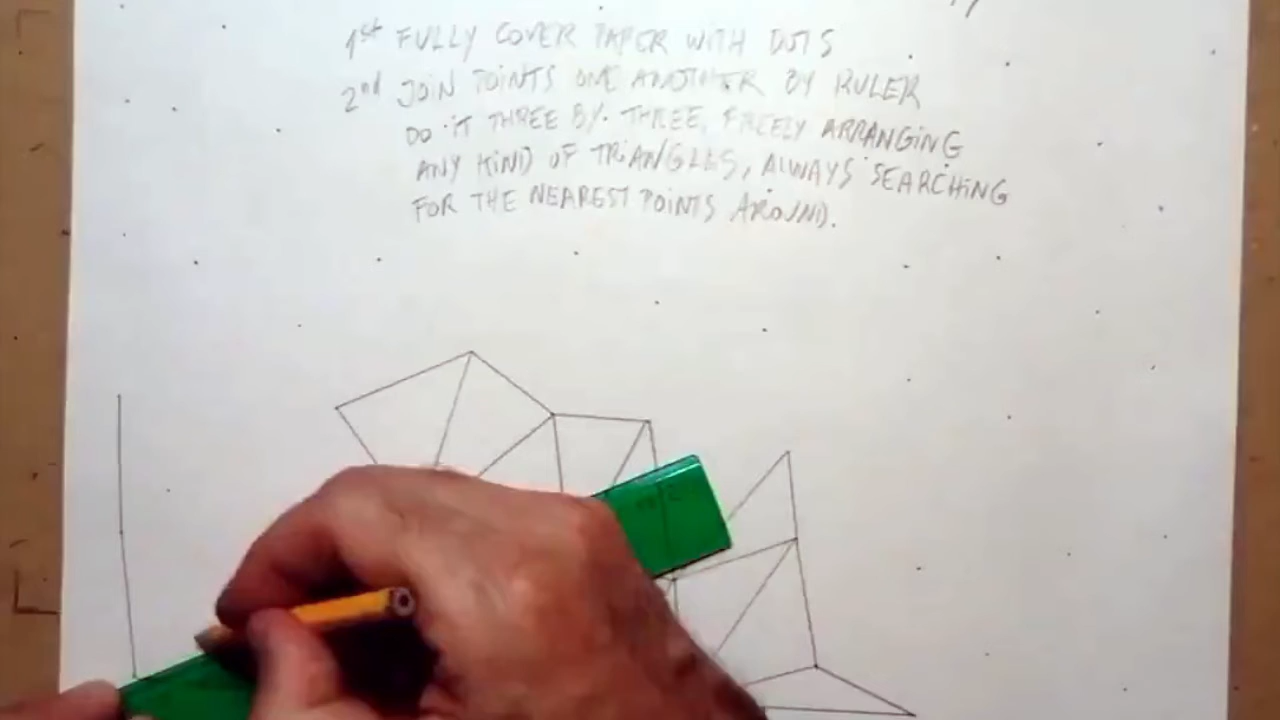 1st FULLY COVER PAPER WITH DOTS
2nd JOIN POINTS ONE ANOTHER BY RULER
DO IT THREE BY THREE, FREELY ARRANGING
ANY KIND OF TRIANGLES, ALWAYS SEARCHING
FOR THE NEAREST POINTS AROUND.